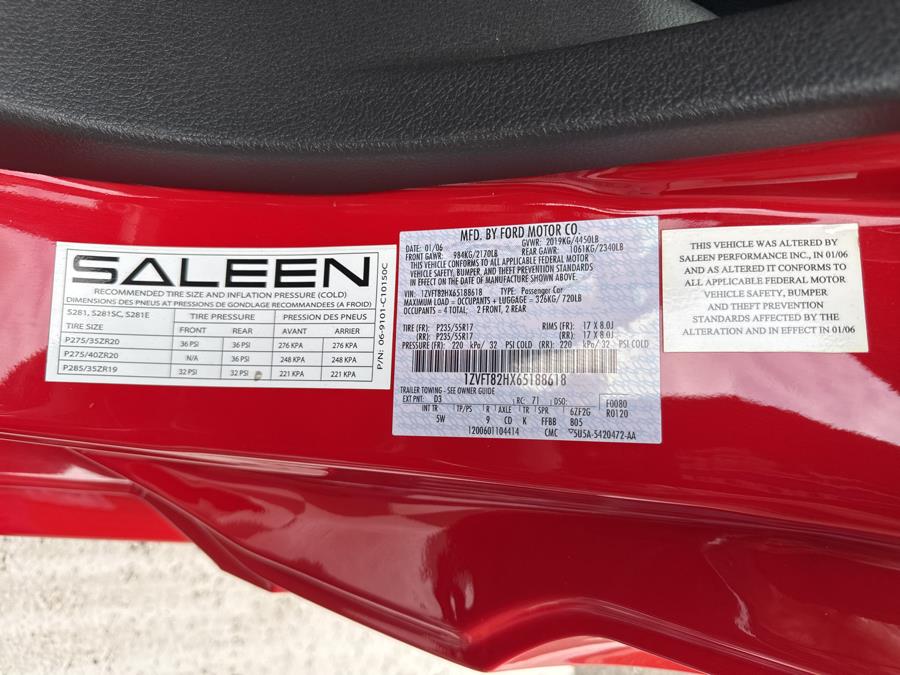 SALEEN
RECOMMENDED TIRE SIZE AND INFLATION PRESSURE (COLD)
DIMENSIONS DES PNEUS AT PRESSIONS DE GONDOLAGE RECOMMANDEES (A FROID)
S281, S281SC, S281E TIRE PRESSURE PRESSION DES PNEUS
TIRE SIZE FRONT REAR AVANT ARRIER
P275/35ZR20 36 PSI 36 PSI 276 KPA 276 KPA
P275/40ZR20 N/A 36 PSI 248 KPA 248 KPA
P285/35ZR19 32 PSI 32 PSI 221 KPA 221 KPA
P/N: 06-9101-C10150C
MFD. BY FORD MOTOR CO.
DATE: 01/06 GVWR: 2019KG/4450LB
FRONT GAWR: 984KG/2170LB REAR GAWR: 1061KG/2340LB
THIS VEHICLE CONFORMS TO ALL APPLICABLE FEDERAL MOTOR
VEHICLE SAFETY, BUMPER, AND THEFT PREVENTION STANDARDS
IN EFFECT ON THE DATE OF MANUFACTURE SHOWN ABOVE.
VIN: 1ZVFT82HX65188618 TYPE: Passenger Car
MAXIMUM LOAD = OCCUPANTS + LUGGAGE = 326KG/720LB
OCCUPANTS = 4 TOTAL: 2 FRONT, 2 REAR
TIRE (FR): P235/55R17 RIMS (FR): 17 X 8.0J
(RR): P235/55R17 (RR): 17 X 8.0J
PRESSURE (FR): 220 kPa/ 32 PSI COLD (RR): 220 kPa/ 32 PSI COLD
1ZVFT82HX65188618
TRAILER TOWING - SEE OWNER GUIDE
EXT PNT: D3 RC: 71 DSO: F0080
INT TR TP/PS R AXLE TR SPR 6ZF2G R0120
5W 9 CD K FFBB B05
1200601104414 CMC 5U5A-5420472-AA
THIS VEHICLE WAS ALTERED BY
SALEEN PERFORMANCE INC., IN 01/06
AND AS ALTERED IT CONFORMS TO
ALL APPLICABLE FEDERAL MOTOR
VEHICLE SAFETY, BUMPER
AND THEFT PREVENTION
STANDARDS AFFECTED BY THE
ALTERATION AND IN EFFECT IN 01/06